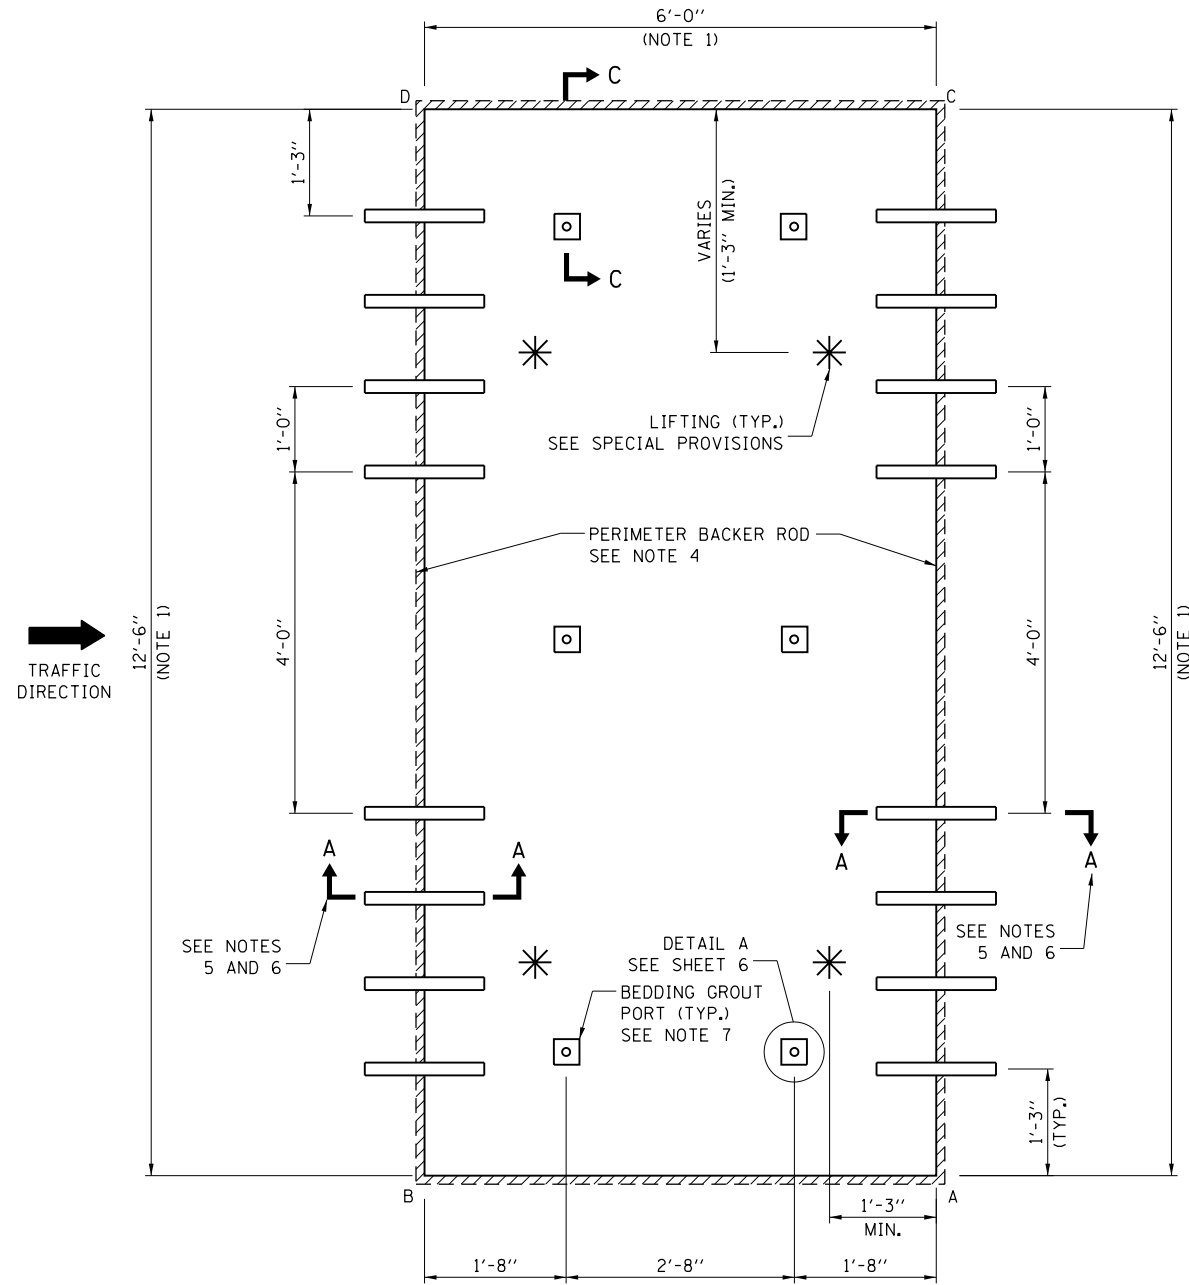 6'-0"
(NOTE 1)
C
D
C
1'-3"
VARIES
(1'-3" MIN.)
C
LIFTING (TYP.)
SEE SPECIAL PROVISIONS
1'-0"
1'-0"
PERIMETER BACKER ROD
SEE NOTE 4
TRAFFIC
DIRECTION
12'-6"
(NOTE 1)
4'-0"
4'-0"
12'-6"
(NOTE 1)
A
A
A
A
SEE NOTES
5 AND 6
SEE NOTES
5 AND 6
DETAIL A
SEE SHEET 6
BEDDING GROUT
PORT (TYP.)
SEE NOTE 7
1'-3"
(TYP.)
B
A
1'-3"
MIN.
1'-8"
2'-8"
1'-8"